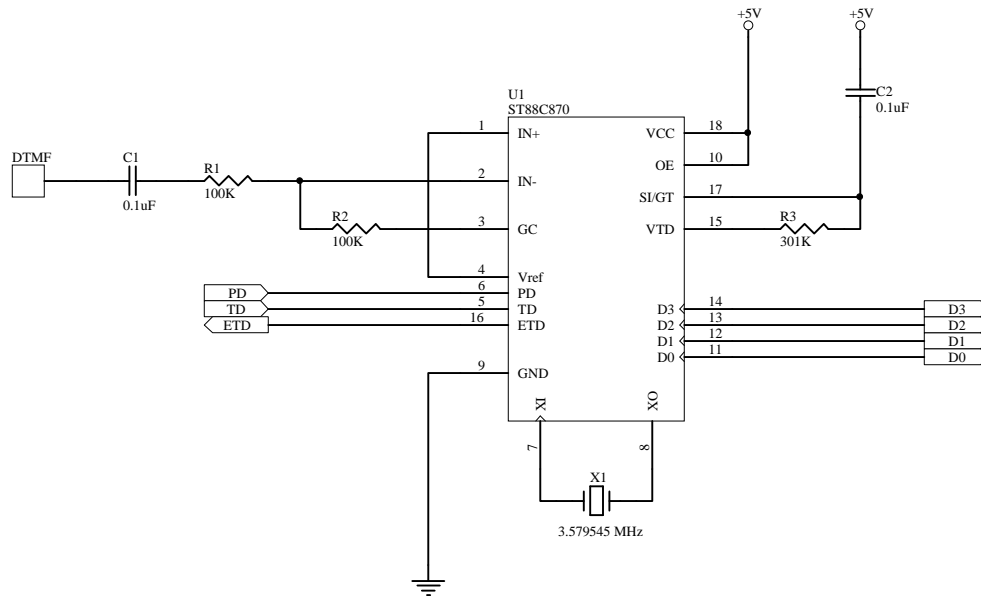 +5V
+5V
U1
ST88C870
C2
0.1uF
1
IN+
VCC
18
DTMF
C1
0.1uF
R1
100K
2
IN-
OE
10
SI/GT
17
R2
100K
3
GC
VTD
15
R3
301K
4
Vref
PD
6
PD
TD
5
TD
ETD
16
ETD
D3
14
D3
D2
13
D2
D1
12
D1
D0
11
D0
9
GND
XI
XO
7
8
X1
3.579545 MHz